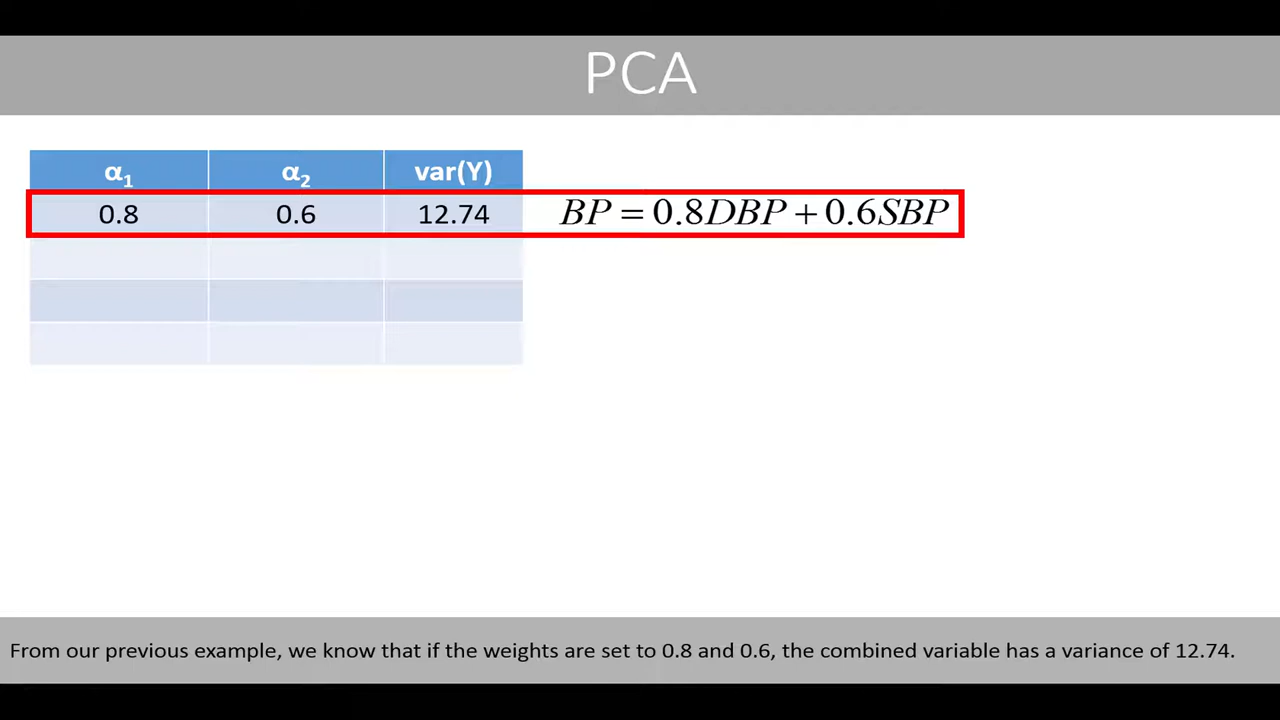 PCA
α₁ α₂ var(Y)
0.8 0.6 12.74 BP = 0.8DBP + 0.6SBP
From our previous example, we know that if the weights are set to 0.8 and 0.6, the combined variable has a variance of 12.74.